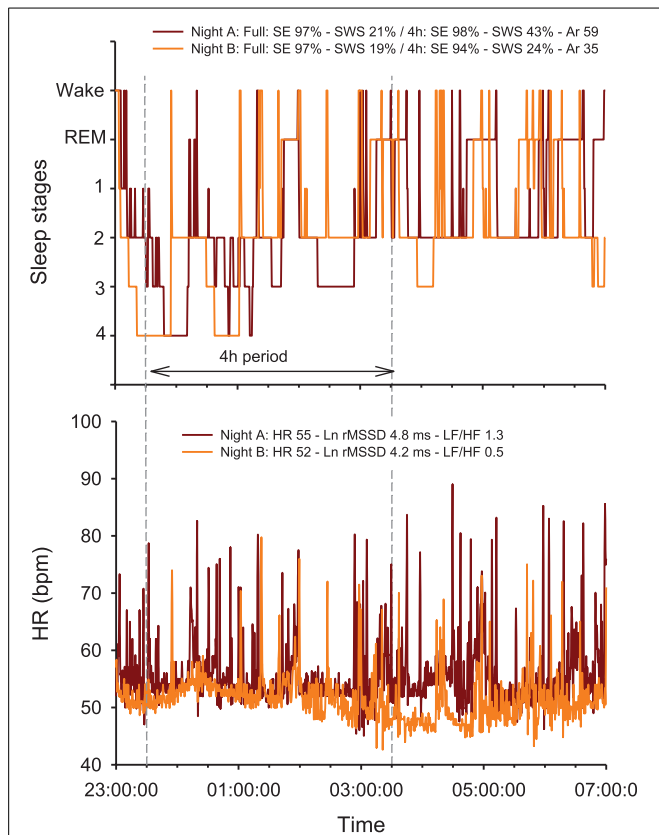 Night A: Full: SE 97% - SWS 21% / 4h: SE 98% - SWS 43% - Ar 59
Night B: Full: SE 97% - SWS 19% / 4h: SE 94% - SWS 24% - Ar 35
Wake
REM
1
2
3
4
Sleep stages
4h period
100
90
80
70
60
50
40
HR (bpm)
Night A: HR 55 - Ln rMSSD 4.8 ms - LF/HF 1.3
Night B: HR 52 - Ln rMSSD 4.2 ms - LF/HF 0.5
23:00:00 01:00:00 03:00:00 05:00:00 07:00:0
Time